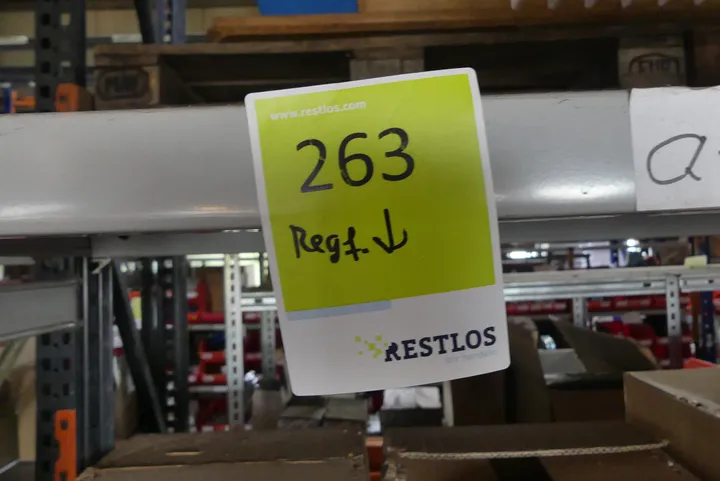 www.restlos.com
263
Regf. ↓
RESTLOS
a